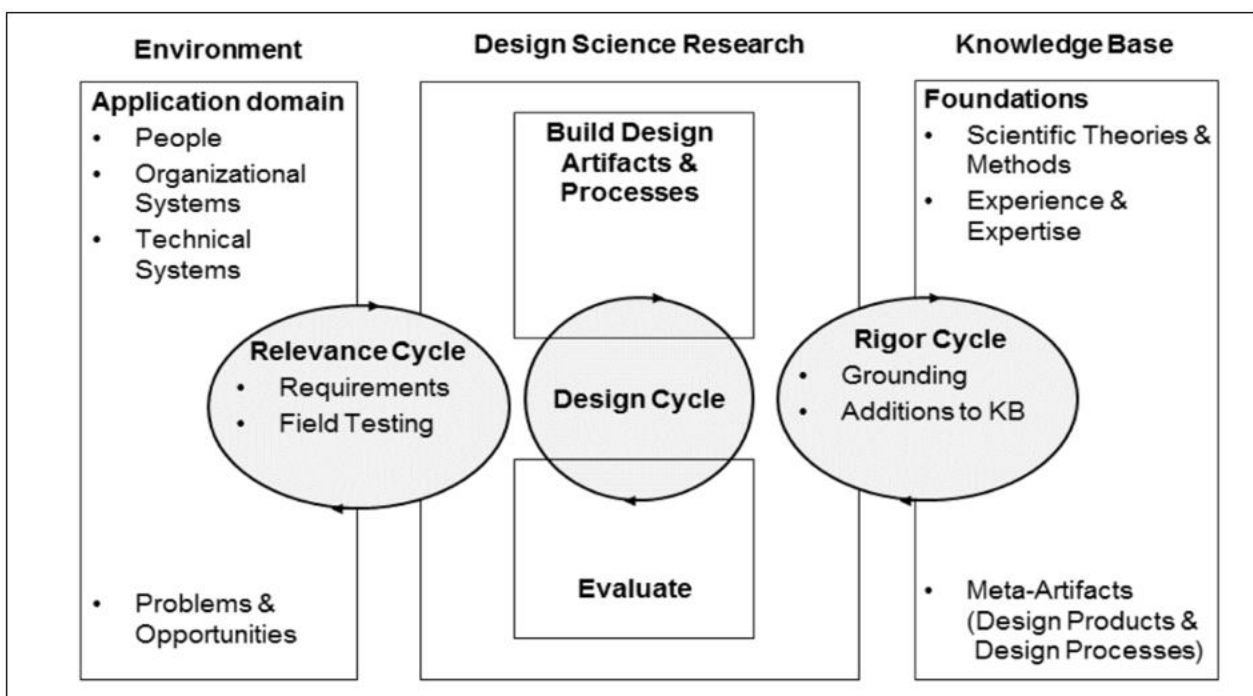 Environment
Application domain
• People
• Organizational
Systems
• Technical
Systems
Relevance Cycle
• Requirements
• Field Testing
• Problems &
Opportunities
Design Science Research
Build Design
Artifacts &
Processes
Design Cycle
Evaluate
Knowledge Base
Foundations
• Scientific Theories &
Methods
• Experience &
Expertise
Rigor Cycle
• Grounding
• Additions to KB
• Meta-Artifacts
(Design Products &
Design Processes)